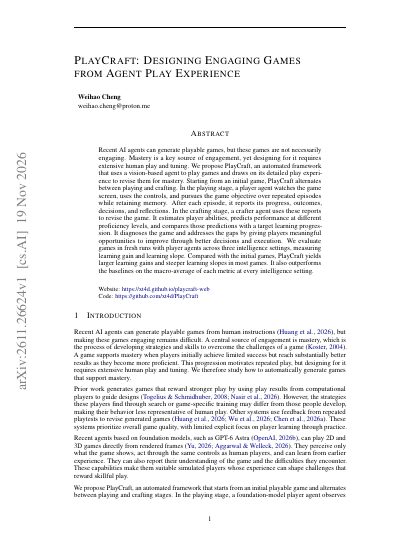 PLAYCRAFT: DESIGNING ENGAGING GAMES
FROM AGENT PLAY EXPERIENCE
Weihao Cheng
weihao.cheng@proton.me
ABSTRACT
Recent AI agents can generate playable games, but these games are not necessarily
engaging. Mastery is a key source of engagement, yet designing for it requires
extensive human play and tuning. We propose PlayCraft, an automated framework
that uses a vision-based agent to play games and draws on its detailed play experi-
ence to revise them for mastery. Starting from an initial game, PlayCraft alternates
between playing and crafting. In the playing stage, a player agent watches the game
screen, uses the controls, and pursues the game objective over repeated episodes
while retaining memory. After each episode, it reports its progress, outcomes,
decisions, and reflections. In the crafting stage, a crafter agent uses these reports
to revise the game. It estimates player abilities, predicts performance at different
proficiency levels, and compares those predictions with a target learning progres-
sion. It diagnoses the game and addresses the gaps by giving players meaningful
opportunities to improve through better decisions and execution. We evaluate
games in fresh runs with player agents across three intelligence settings, measuring
learning gain and learning slope. Compared with the initial games, PlayCraft yields
larger learning gains and steeper learning slopes in most games. It also outperforms
the baselines on the macro-average of each metric at every intelligence setting.
Website: https://xt4d.github.io/playcraft-web
Code: https://github.com/xt4d/PlayCraft
1 INTRODUCTION
Recent AI agents can generate playable games from human instructions (Huang et al., 2026), but
making these games engaging remains difficult. A central source of engagement is mastery, which
is the process of developing strategies and skills to overcome the challenges of a game (Koster, 2004).
A game supports mastery when players initially achieve limited success but reach substantially better
results as they become more proficient. This progression motivates repeated play, but designing for it
requires extensive human play and tuning. We therefore study how to automatically generate games
that support mastery.
Prior work generates games that reward stronger play by using play results from computational
players to guide designs (Togelius & Schmidhuber, 2008; Nasir et al., 2026). However, the strategies
these players find through search or game-specific training may differ from those people develop,
making their behavior less representative of human play. Other systems use feedback from repeated
playtests to revise generated games (Huang et al., 2026; Wu et al., 2026; Chen et al., 2026a). These
systems prioritize overall game quality, with limited explicit focus on player learning through practice.
Recent agents based on foundation models, such as GPT-6 Astra (OpenAI, 2026b), can play 2D and
3D games directly from rendered frames (Yu, 2026; Aggarwal & Welleck, 2026). They perceive only
what the game shows, act through the same controls as human players, and can learn from earlier
experience. They can also report their understanding of the game and the difficulties they encounter.
These capabilities make them suitable simulated players whose experience can shape challenges that
reward skillful play.
We propose PlayCraft, an automated framework that starts from an initial playable game and alternates
between playing and crafting stages. In the playing stage, a foundation-model player agent observes
1
arXiv:2611.26624v1 [cs.AI] 19 Nov 2026